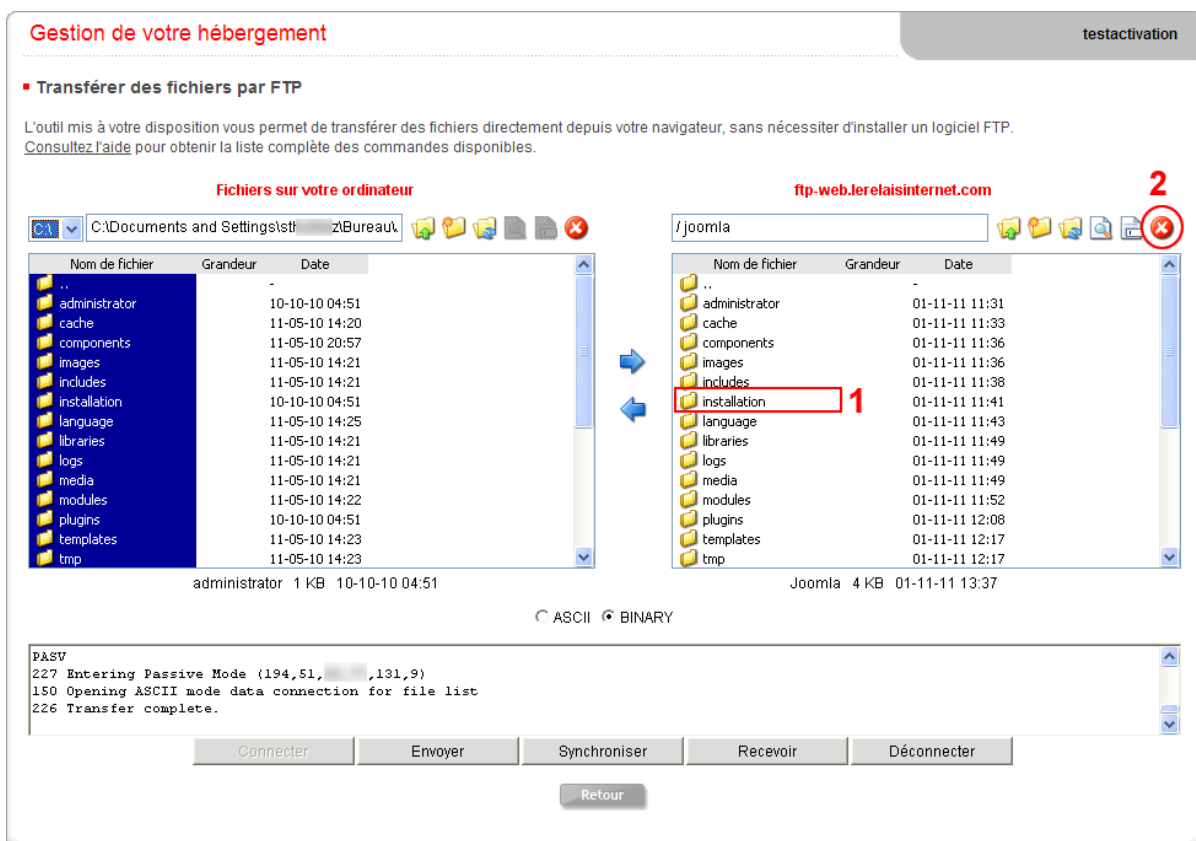 Gestion de votre hébergement
testactivation
Transférer des fichiers par FTP
L'outil mis à votre disposition vous permet de transférer des fichiers directement depuis votre navigateur, sans nécessiter d'installer un logiciel FTP.
Consultez l'aide pour obtenir la liste complète des commandes disponibles.
Fichiers sur votre ordinateur
ftp-web.lerelaisinternet.com
2
C:\ C:\Documents and Settings\st z\Bureau\
/joomla
Nom de fichier Grandeur Date
.. -
administrator 10-10-10 04:51
cache 11-05-10 14:20
components 11-05-10 20:57
images 11-05-10 14:21
includes 11-05-10 14:21
installation 10-10-10 04:51
language 11-05-10 14:25
libraries 11-05-10 14:21
logs 11-05-10 14:21
media 11-05-10 14:21
modules 11-05-10 14:22
plugins 10-10-10 04:51
templates 11-05-10 14:23
tmp 11-05-10 14:23
administrator 1 KB 10-10-10 04:51
Nom de fichier Grandeur Date
.. -
administrator 01-11-11 11:31
cache 01-11-11 11:33
components 01-11-11 11:36
images 01-11-11 11:36
includes 01-11-11 11:38
installation 01-11-11 11:41
1
language 01-11-11 11:43
libraries 01-11-11 11:49
logs 01-11-11 11:49
media 01-11-11 11:49
modules 01-11-11 11:52
plugins 01-11-11 12:08
templates 01-11-11 12:17
tmp 01-11-11 12:17
Joomla 4 KB 01-11-11 13:37
ASCII BINARY
PASV
227 Entering Passive Mode (194,51, ,131,9)
150 Opening ASCII mode data connection for file list
226 Transfer complete.
Connecter Envoyer Synchroniser Recevoir Déconnecter
Retour